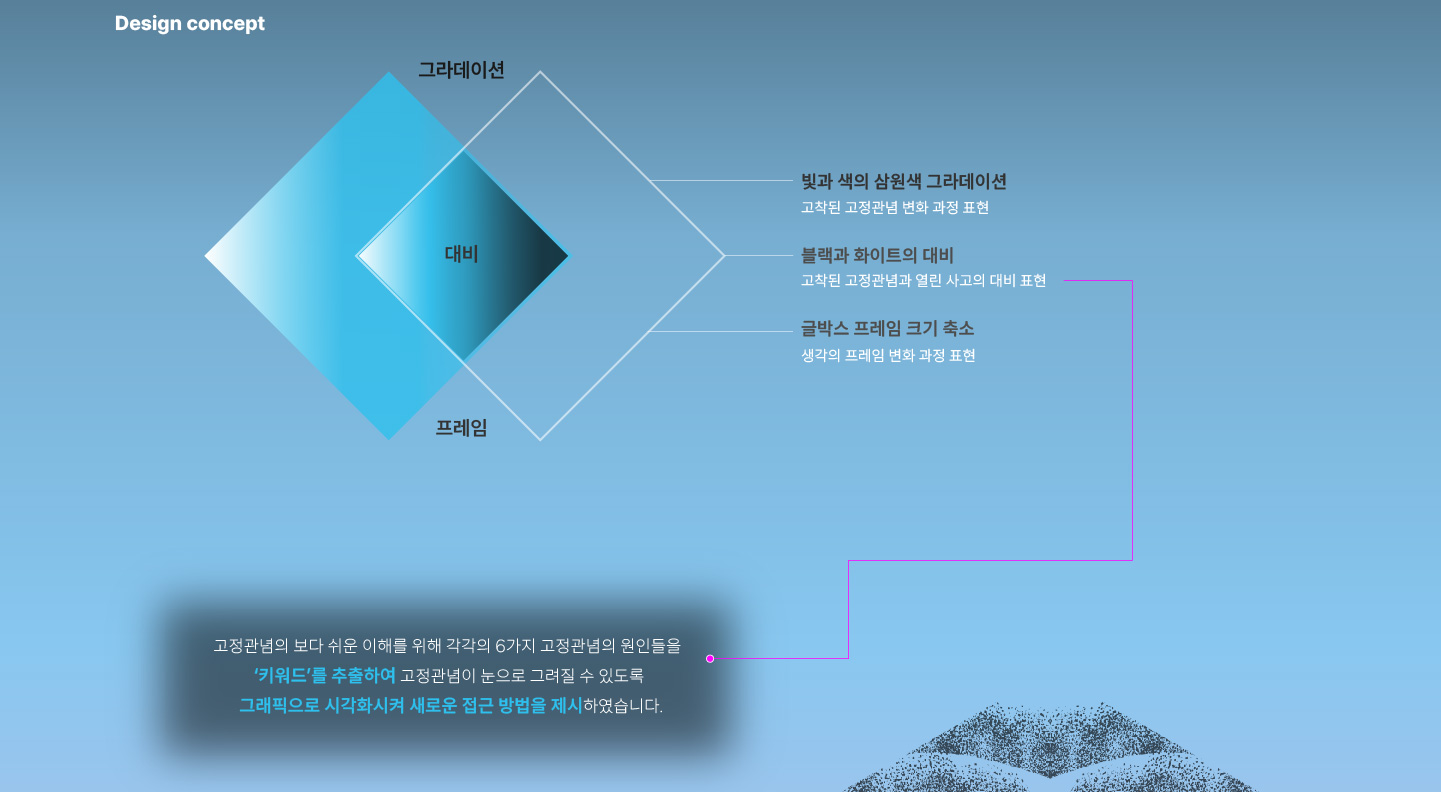 Design concept
그라데이션
대비
프레임
빛과 색의 삼원색 그라데이션
고착된 고정관념 변화 과정 표현
블랙과 화이트의 대비
고착된 고정관념과 열린 사고의 대비 표현
글박스 프레임 크기 축소
생각의 프레임 변화 과정 표현
고정관념의 보다 쉬운 이해를 위해 각각의 6가지 고정관념의 원인들을
‘키워드’를 추출하여 고정관념이 눈으로 그려질 수 있도록
그래픽으로 시각화시켜 새로운 접근 방법을 제시하였습니다.